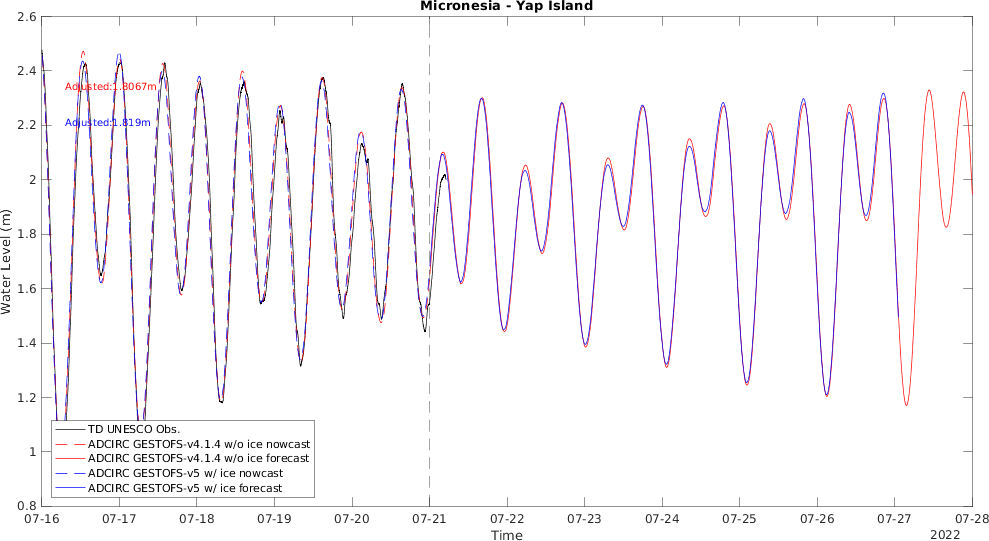 Micronesia - Yap Island
2.6
2.4
2.2
2
1.8
1.6
1.4
1.2
1
0.8
Water Level (m)
Adjusted:1.8067m
Adjusted:1.819m
TD UNESCO Obs.
ADCIRC GESTOFS-v4.1.4 w/o ice nowcast
ADCIRC GESTOFS-v4.1.4 w/o ice forecast
ADCIRC GESTOFS-v5 w/ ice nowcast
ADCIRC GESTOFS-v5 w/ ice forecast
07-16 07-17 07-18 07-19 07-20 07-21 07-22 07-23 07-24 07-25 07-26 07-27 07-28
Time
2022